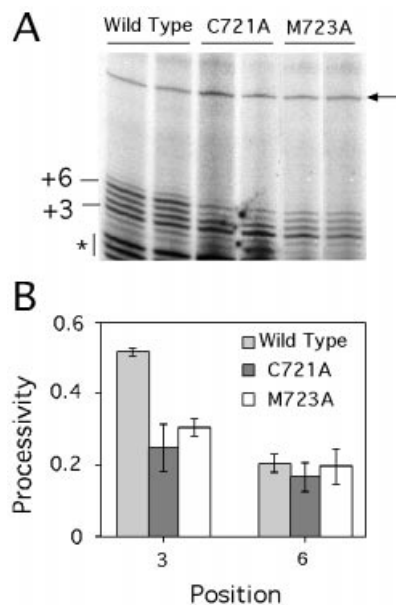 A
Wild Type C721A M723A
+6
+3
*
B
0.6
0.4
0.2
0
Processivity
Wild Type
C721A
M723A
3 6
Position